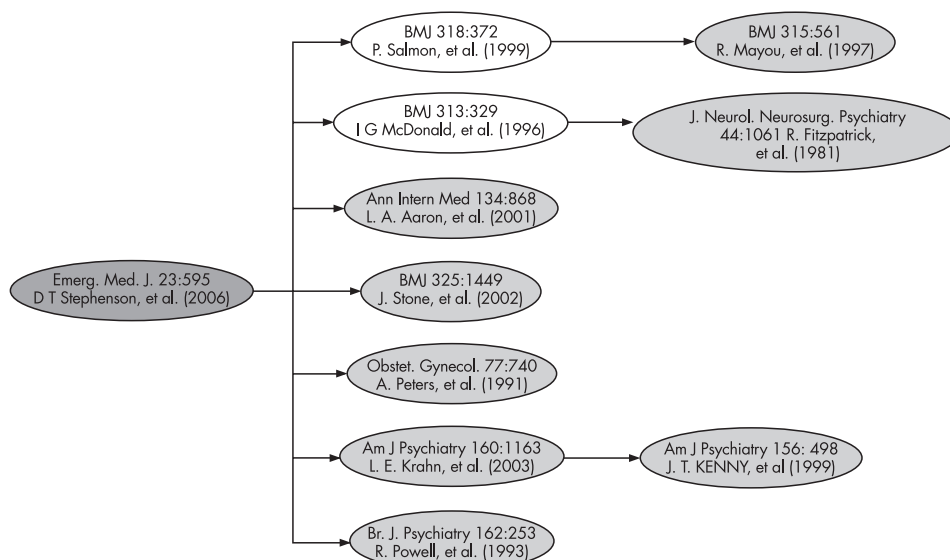 BMJ 318:372
P. Salmon, et al. (1999)
BMJ 315:561
R. Mayou, et al. (1997)
BMJ 313:329
I G McDonald, et al. (1996)
J. Neurol. Neurosurg. Psychiatry
44:1061 R. Fitzpatrick,
et al. (1981)
Ann Intern Med 134:868
L. A. Aaron, et al. (2001)
Emerg. Med. J. 23:595
D T Stephenson, et al. (2006)
BMJ 325:1449
J. Stone, et al. (2002)
Obstet. Gynecol. 77:740
A. Peters, et al. (1991)
Am J Psychiatry 160:1163
L. E. Krahn, et al. (2003)
Am J Psychiatry 156: 498
J. T. KENNY, et al (1999)
Br. J. Psychiatry 162:253
R. Powell, et al. (1993)